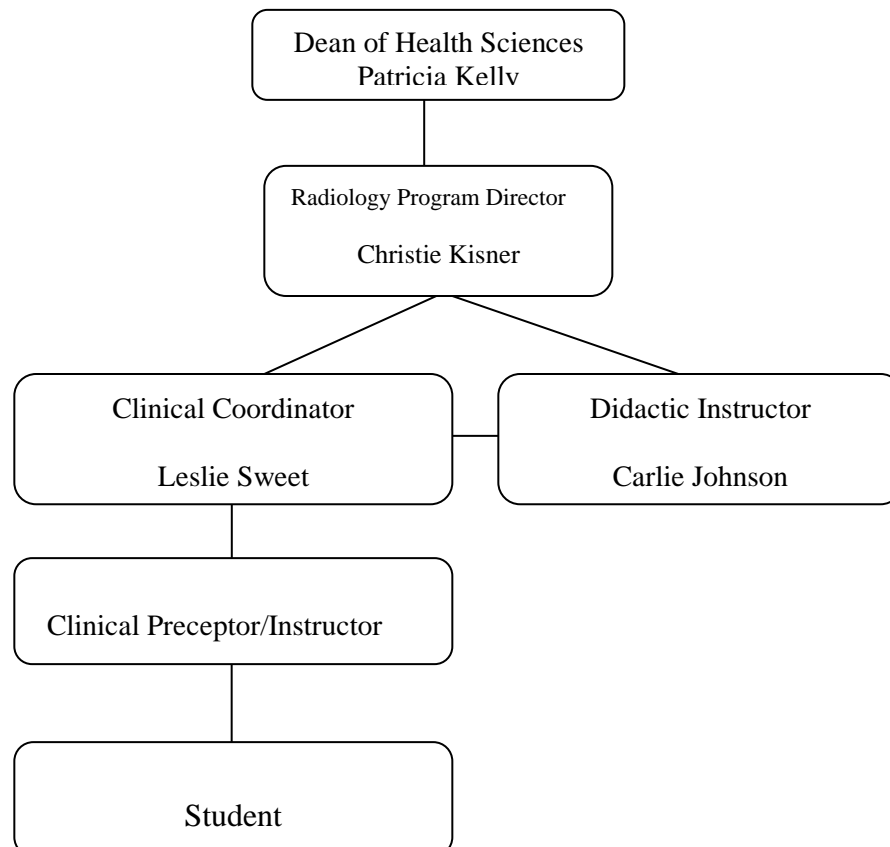 Dean of Health Sciences
Patricia Kelly
Radiology Program Director
Christie Kisner
Clinical Coordinator
Leslie Sweet
Didactic Instructor
Carlie Johnson
Clinical Preceptor/Instructor
Student